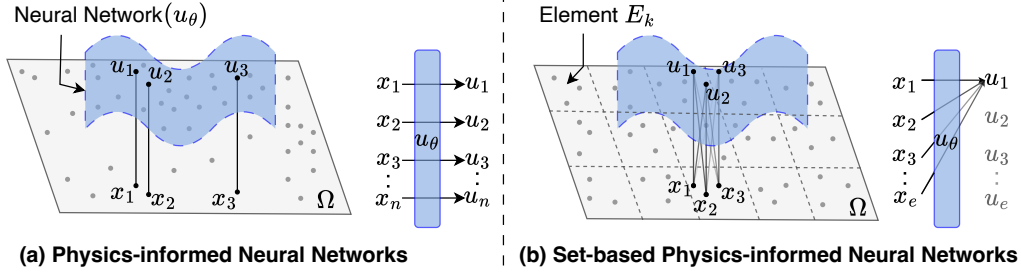 Neural Network(u_θ)
u_1 u_2 u_3
x_1 x_2 x_3
Ω
x_1 u_1
x_2 u_2
u_θ
x_3 u_3
⋮ ⋮
x_n u_n
(a) Physics-informed Neural Networks
Element E_k
u_1 u_3
u_2
x_1 x_3
x_2
Ω
x_1 u_1
x_2 u_2
u_θ
x_3 u_3
⋮ ⋮
x_e u_e
(b) Set-based Physics-informed Neural Networks